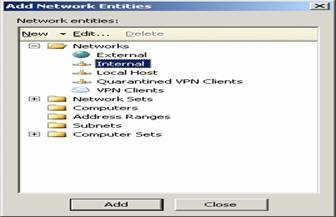 Add Network Entities
Network entities:
New Edit... Delete
Networks
External
Internal
Local Host
Quarantined VPN Clients
VPN Clients
Network Sets
Computers
Address Ranges
Subnets
Computer Sets
Add Close